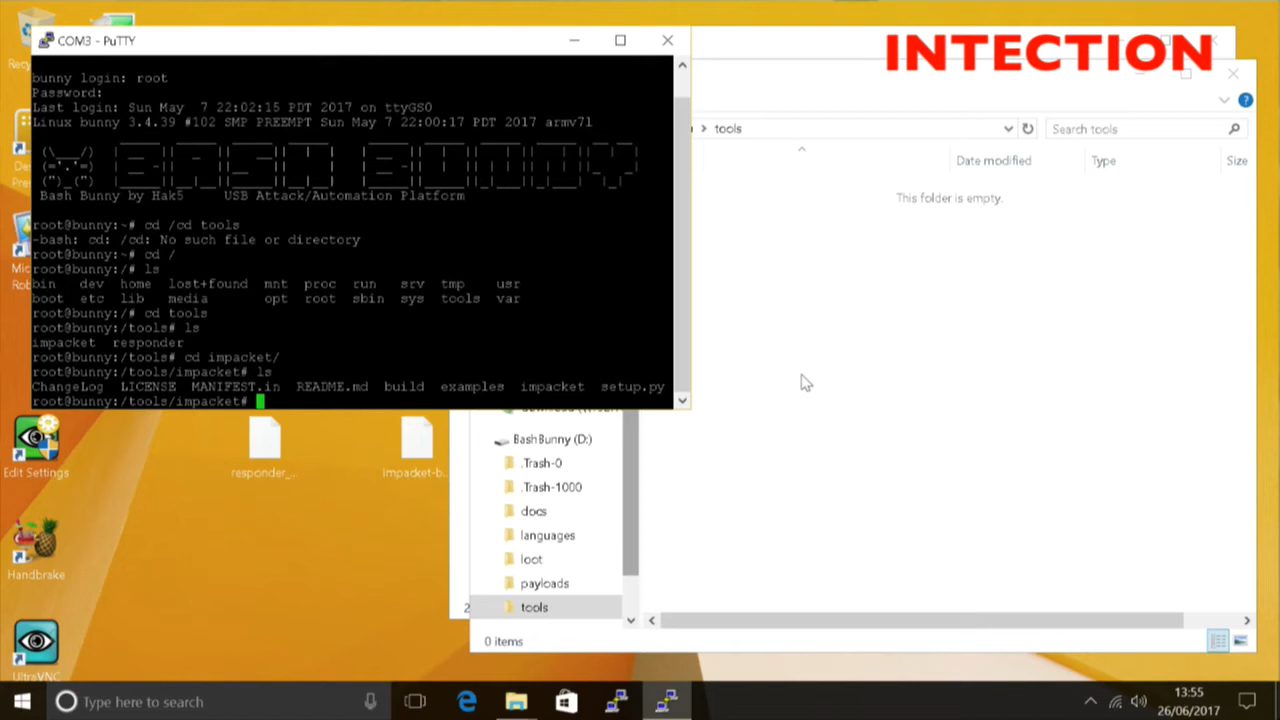 COM3 - PuTTY
INTECTION
bunny login: root
Password:
Last login: Sun May  7 22:02:15 PDT 2017 on ttyGS0
Linux bunny 3.4.39 #102 SMP PREEMPT Sun May 7 22:00:17 PDT 2017 armv7l
BASH BUNNY
Bash Bunny by Hak5     USB Attack/Automation Platform
root@bunny:~# cd /cd tools
-bash: cd: /cd: No such file or directory
root@bunny:~# cd /
root@bunny:/# ls
bin   dev  home  lost+found  mnt  proc  run   srv  tmp    usr
boot  etc  lib   media       opt  root  sbin  sys  tools  var
root@bunny:/# cd tools
root@bunny:/tools# ls
impacket  responder
root@bunny:/tools# cd impacket/
root@bunny:/tools/impacket# ls
ChangeLog  LICENSE  MANIFEST.in  README.md  build  examples  impacket  setup.py
root@bunny:/tools/impacket#
> tools
Search tools
Date modified
Type
Size
This folder is empty.
BashBunny (D:)
.Trash-0
.Trash-1000
docs
languages
loot
payloads
tools
0 items
Edit Settings
responder_...
impacket-b...
Handbrake
UltraVNC
Type here to search
13:55
26/06/2017